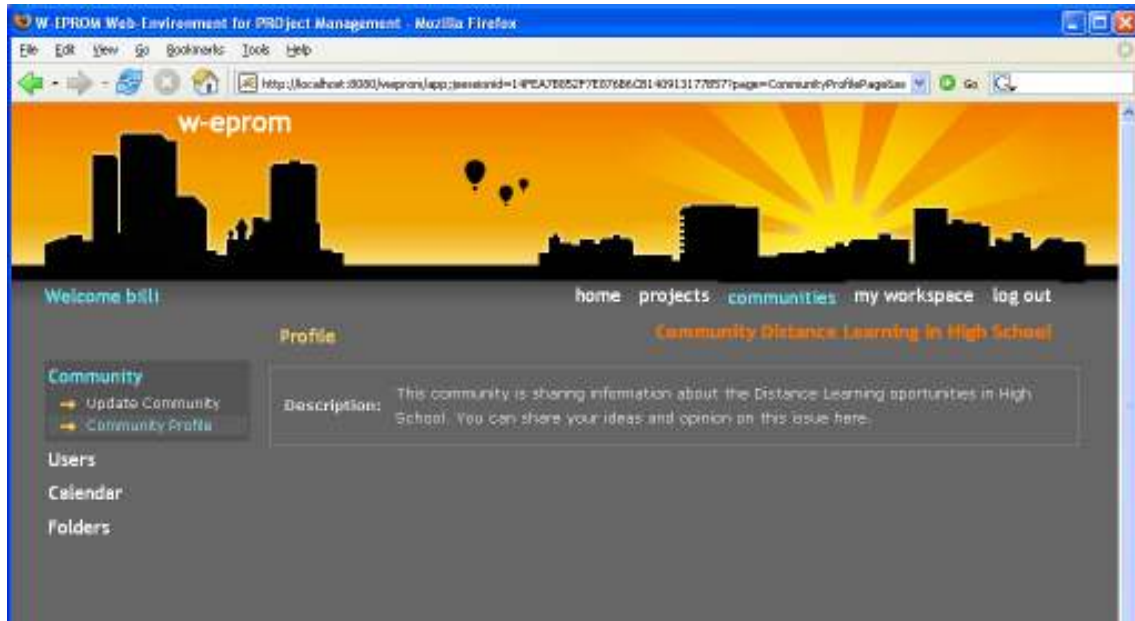 W-EPROM Web-Environment for PROject Management - Mozilla Firefox
File Edit View Go Bookmarks Tools Help
Go
w-eprom
Welcome billi
home projects communities my workspace log out
Profile
Community Distance Learning in High School
Community
Update Community
Community Profile
Description:
This community is sharing information about the Distance Learning oportunities in High
School. You can share your ideas and opinion on this issue here.
Users
Calendar
Folders